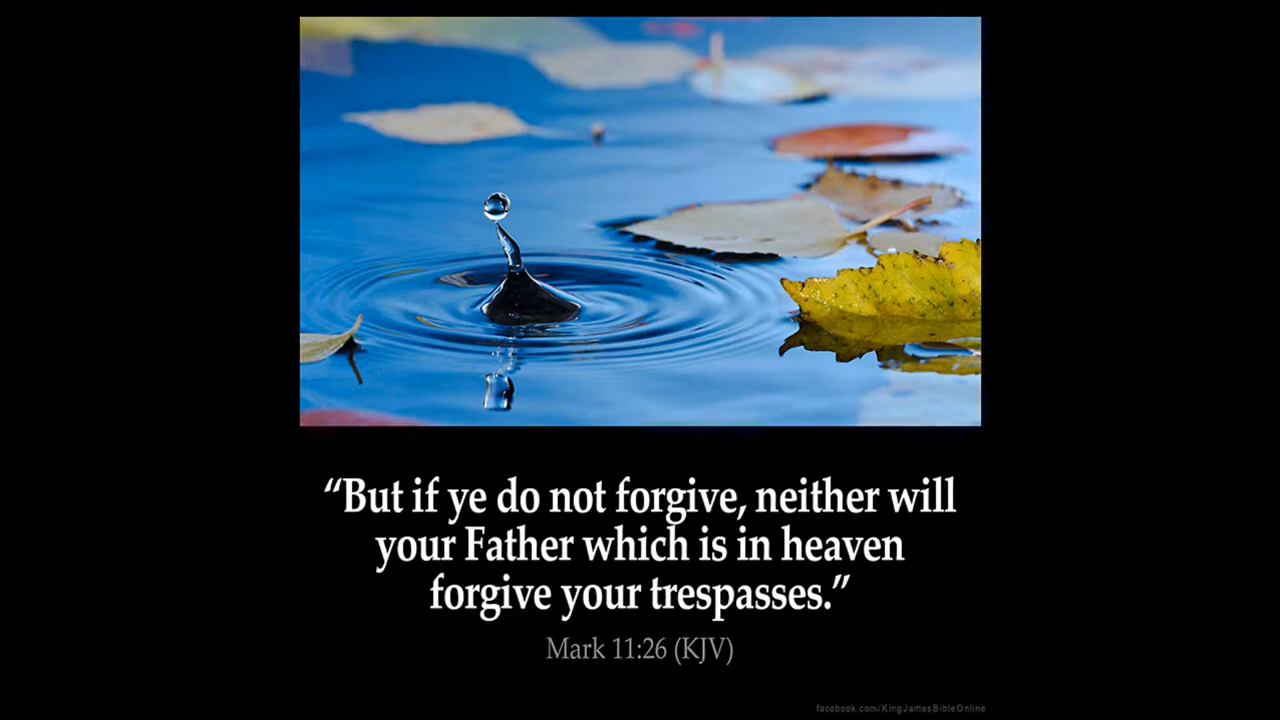 “But if ye do not forgive, neither will
your Father which is in heaven
forgive your trespasses.”
Mark 11:26 (KJV)
facebook.com/KingJamesBibleOnline